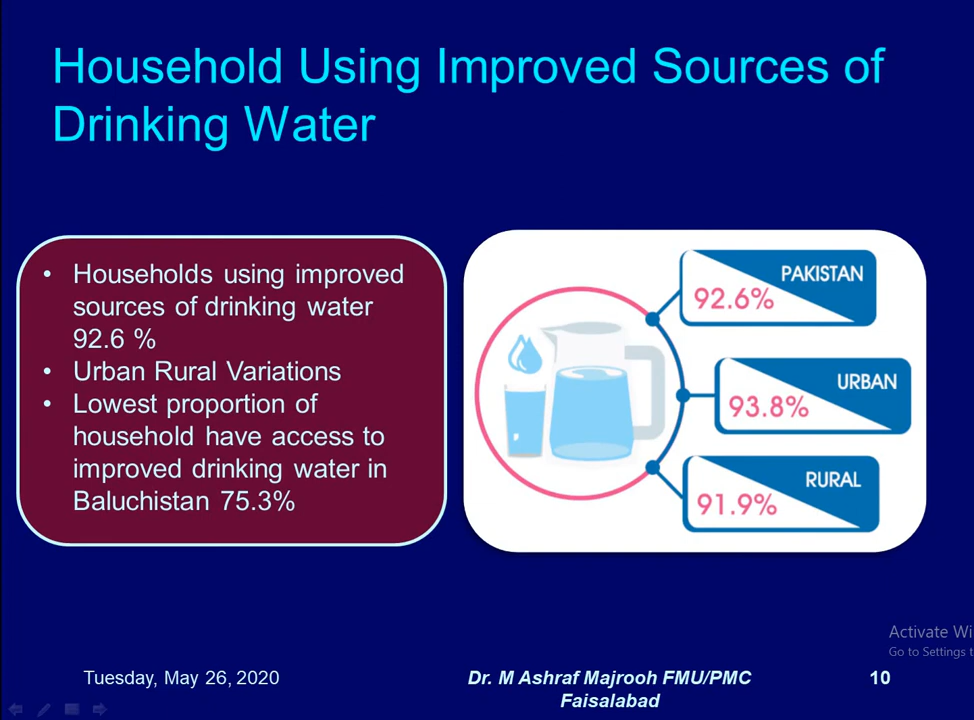 Household Using Improved Sources of
Drinking Water
• Households using improved
sources of drinking water
92.6 %
• Urban Rural Variations
• Lowest proportion of
household have access to
improved drinking water in
Baluchistan 75.3%
PAKISTAN
92.6%
URBAN
93.8%
RURAL
91.9%
Activate Wi
Go to Settings t
Tuesday, May 26, 2020
Dr. M Ashraf Majrooh FMU/PMC
Faisalabad
10